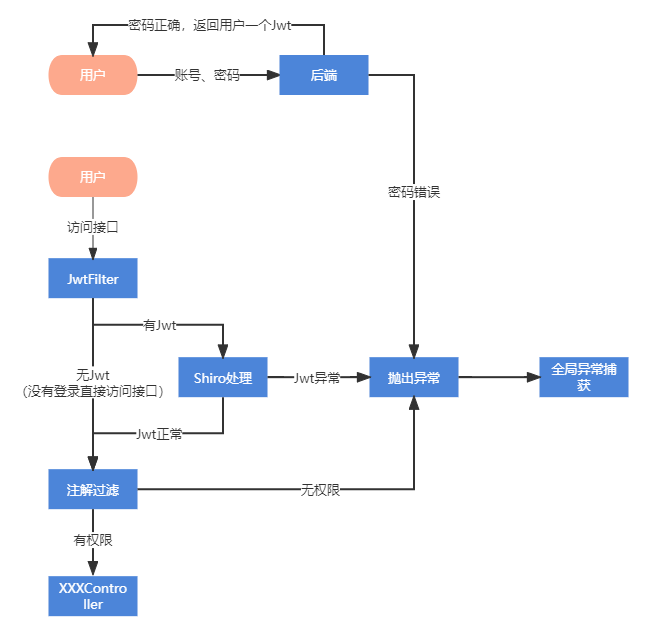 密码正确，返回用户一个Jwt
用户
账号、密码
后端
密码错误
用户
访问接口
JwtFilter
有Jwt
无Jwt
（没有登录直接访问接口）
Shiro处理
Jwt异常
抛出异常
全局异常捕
获
Jwt正常
注解过滤
无权限
有权限
XXXContro
ller